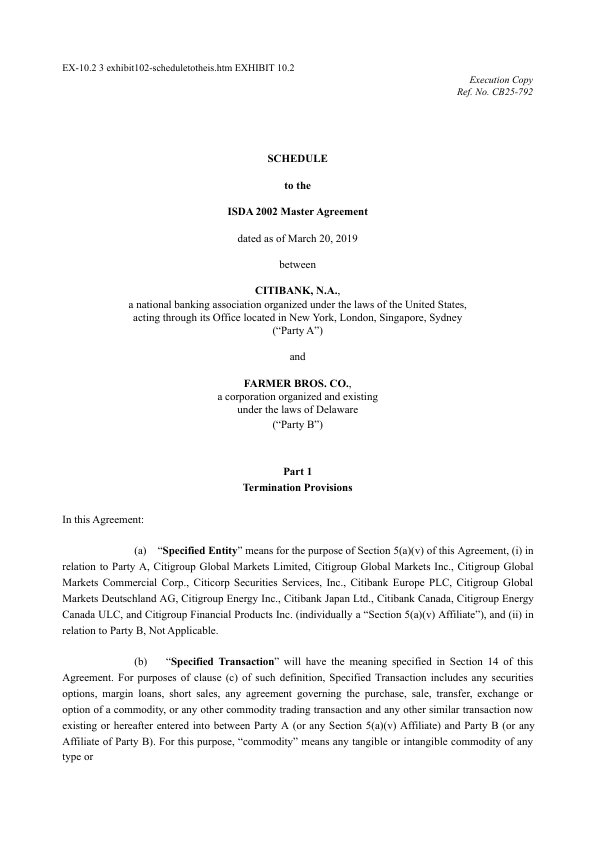 EX-10.2 3 exhibit102-scheduletotheis.htm EXHIBIT 10.2
Execution Copy
Ref. No. CB25-792
SCHEDULE
to the
ISDA 2002 Master Agreement
dated as of March 20, 2019
between
CITIBANK, N.A.,
a national banking association organized under the laws of the United States,
acting through its Office located in New York, London, Singapore, Sydney
(“Party A”)
and
FARMER BROS. CO.,
a corporation organized and existing
under the laws of Delaware
(“Party B”)
Part 1
Termination Provisions
In this Agreement:
(a) “Specified Entity” means for the purpose of Section 5(a)(v) of this Agreement, (i) in
relation to Party A, Citigroup Global Markets Limited, Citigroup Global Markets Inc., Citigroup Global
Markets Commercial Corp., Citicorp Securities Services, Inc., Citibank Europe PLC, Citigroup Global
Markets Deutschland AG, Citigroup Energy Inc., Citibank Japan Ltd., Citibank Canada, Citigroup Energy
Canada ULC, and Citigroup Financial Products Inc. (individually a “Section 5(a)(v) Affiliate”), and (ii) in
relation to Party B, Not Applicable.
(b) “Specified Transaction” will have the meaning specified in Section 14 of this
Agreement. For purposes of clause (c) of such definition, Specified Transaction includes any securities
options, margin loans, short sales, any agreement governing the purchase, sale, transfer, exchange or
option of a commodity, or any other commodity trading transaction and any other similar transaction now
existing or hereafter entered into between Party A (or any Section 5(a)(v) Affiliate) and Party B (or any
Affiliate of Party B). For this purpose, “commodity” means any tangible or intangible commodity of any
type or